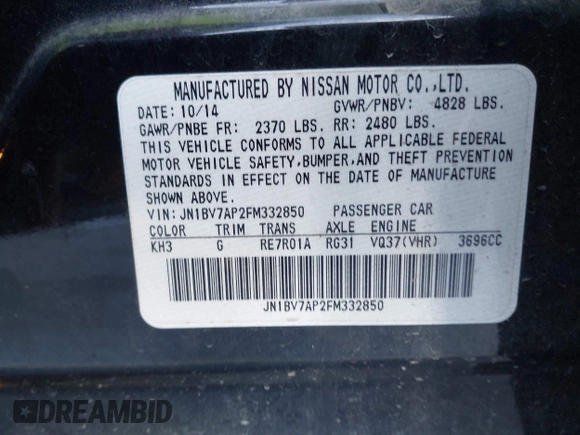 MANUFACTURED BY NISSAN MOTOR CO.,LTD.
DATE: 10/14 GVWR/PNBV: 4828 LBS.
GAWR/PNBE FR: 2370 LBS. RR: 2480 LBS.
THIS VEHICLE CONFORMS TO ALL APPLICABLE FEDERAL
MOTOR VEHICLE SAFETY,BUMPER,AND THEFT PREVENTION
STANDARDS IN EFFECT ON THE DATE OF MANUFACTURE
SHOWN ABOVE.
VIN: JN1BV7AP2FM332850 PASSENGER CAR
COLOR TRIM TRANS AXLE ENGINE
KH3 G RE7R01A RG31 VQ37(VHR) 3696CC
JN1BV7AP2FM332850
DREAMBID